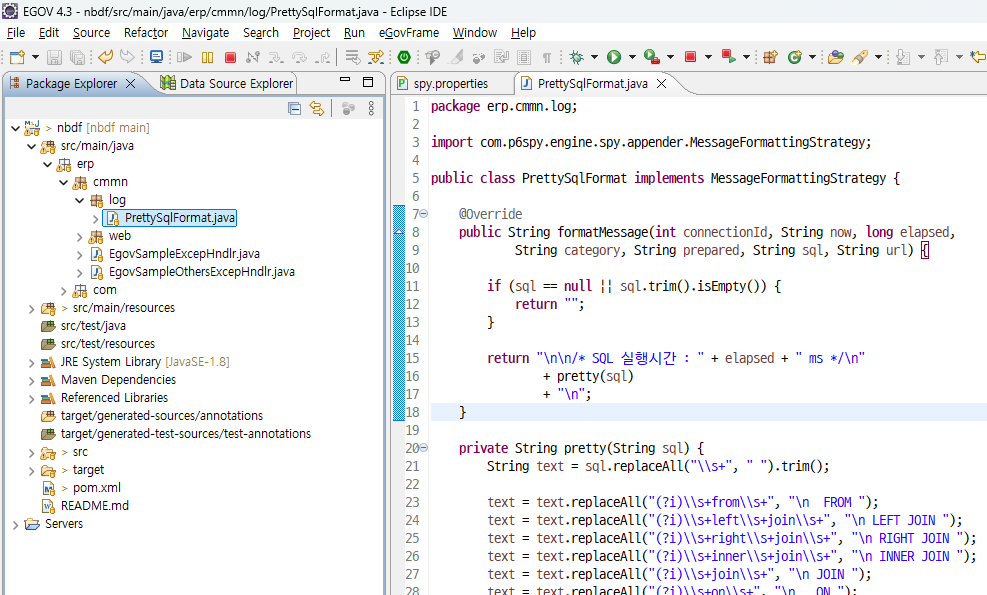 EGOV 4.3 - nbdf/src/main/java/erp/cmmn/log/PrettySqlFormat.java - Eclipse IDE
File Edit Source Refactor Navigate Search Project Run eGovFrame Window Help
Package Explorer Data Source Explorer
> nbdf [nbdf main]
src/main/java
erp
cmmn
log
PrettySqlFormat.java
web
EgovSampleExcepHndlr.java
EgovSampleOthersExcepHndlr.java
com
> src/main/resources
src/test/java
src/test/resources
JRE System Library [JavaSE-1.8]
Maven Dependencies
Referenced Libraries
target/generated-sources/annotations
target/generated-test-sources/test-annotations
> src
> target
> pom.xml
README.md
Servers
spy.properties PrettySqlFormat.java
1 package erp.cmmn.log;
2
3 import com.p6spy.engine.spy.appender.MessageFormattingStrategy;
4
5 public class PrettySqlFormat implements MessageFormattingStrategy {
6
7 @Override
8 public String formatMessage(int connectionId, String now, long elapsed,
9 String category, String prepared, String sql, String url) {
10
11 if (sql == null || sql.trim().isEmpty()) {
12 return "";
13 }
14
15 return "\n\n/* SQL 실행시간 : " + elapsed + " ms */\n"
16 + pretty(sql)
17 + "\n";
18 }
19
20 private String pretty(String sql) {
21 String text = sql.replaceAll("\\s+", " ").trim();
22
23 text = text.replaceAll("(?i)\\s+from\\s+", "\n  FROM ");
24 text = text.replaceAll("(?i)\\s+left\\s+join\\s+", "\n LEFT JOIN ");
25 text = text.replaceAll("(?i)\\s+right\\s+join\\s+", "\n RIGHT JOIN ");
26 text = text.replaceAll("(?i)\\s+inner\\s+join\\s+", "\n INNER JOIN ");
27 text = text.replaceAll("(?i)\\s+join\\s+", "\n JOIN ");
28 text = text.replaceAll("(?i)\\s+on\\s+", "\n   ON ");